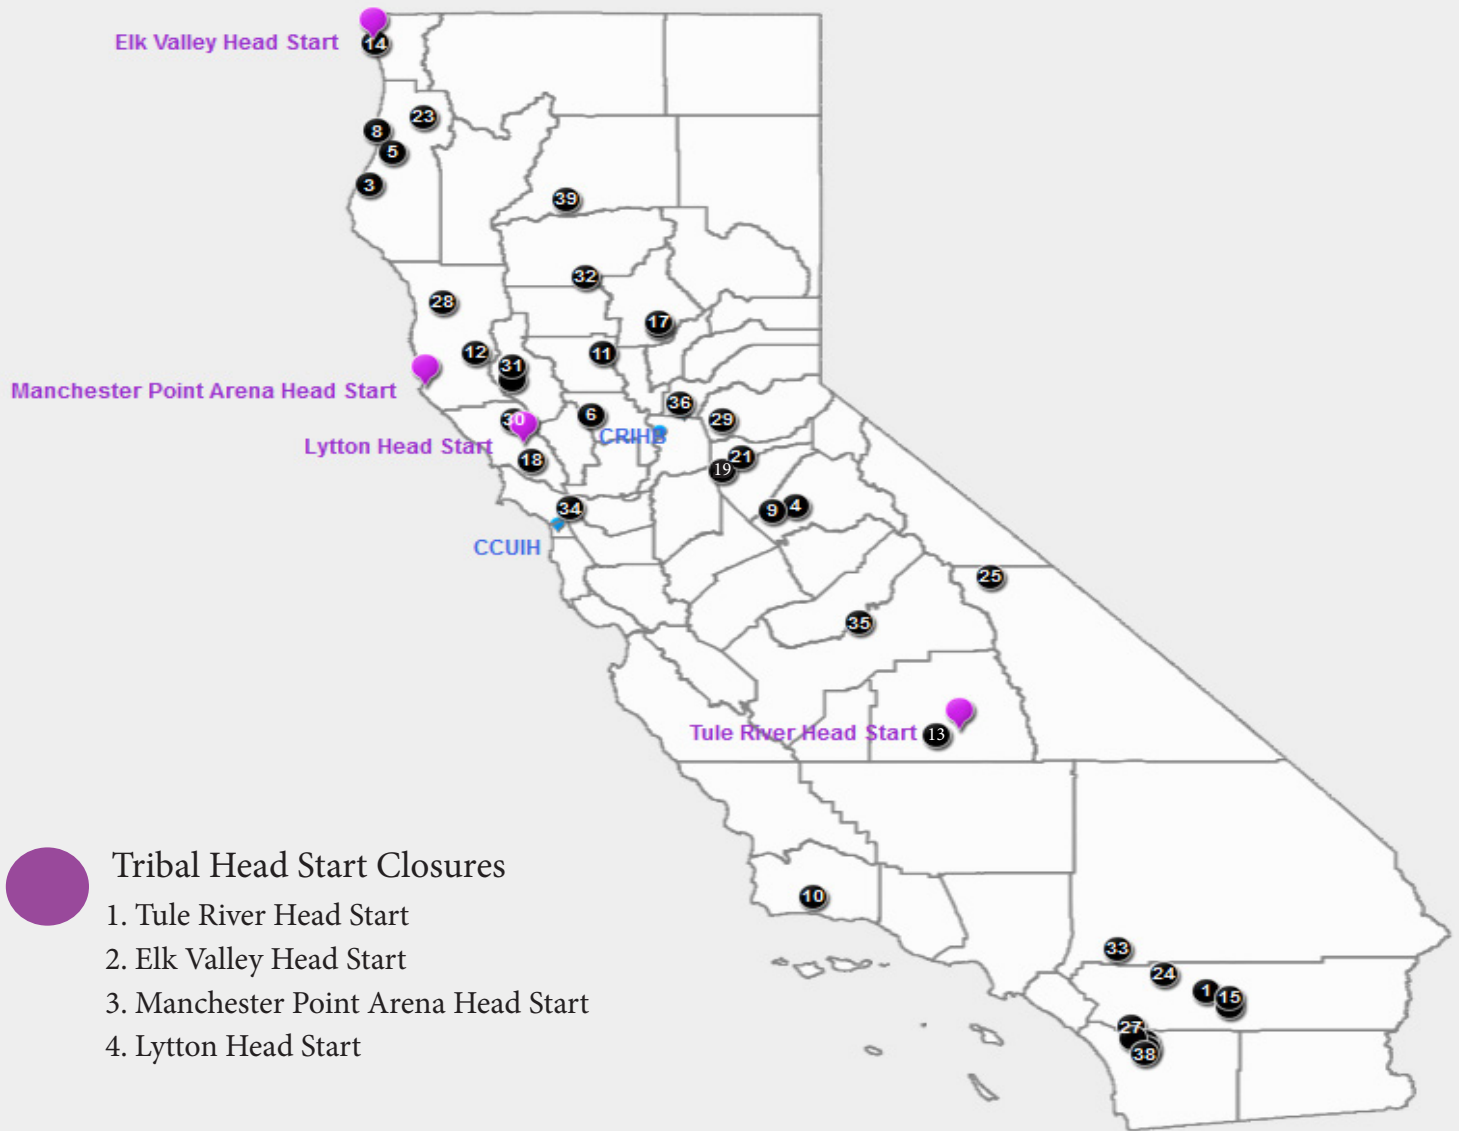 Elk Valley Head Start
14
23
8
5
3
39
32
28
17
12
31
11
Manchester Point Arena Head Start
36
6
29
30
CRIHB
Lytton Head Start
18
21
19
34
9
4
CCUIH
25
35
Tule River Head Start
13
Tribal Head Start Closures
1. Tule River Head Start
2. Elk Valley Head Start
3. Manchester Point Arena Head Start
4. Lytton Head Start
10
33
24
1
15
27
38